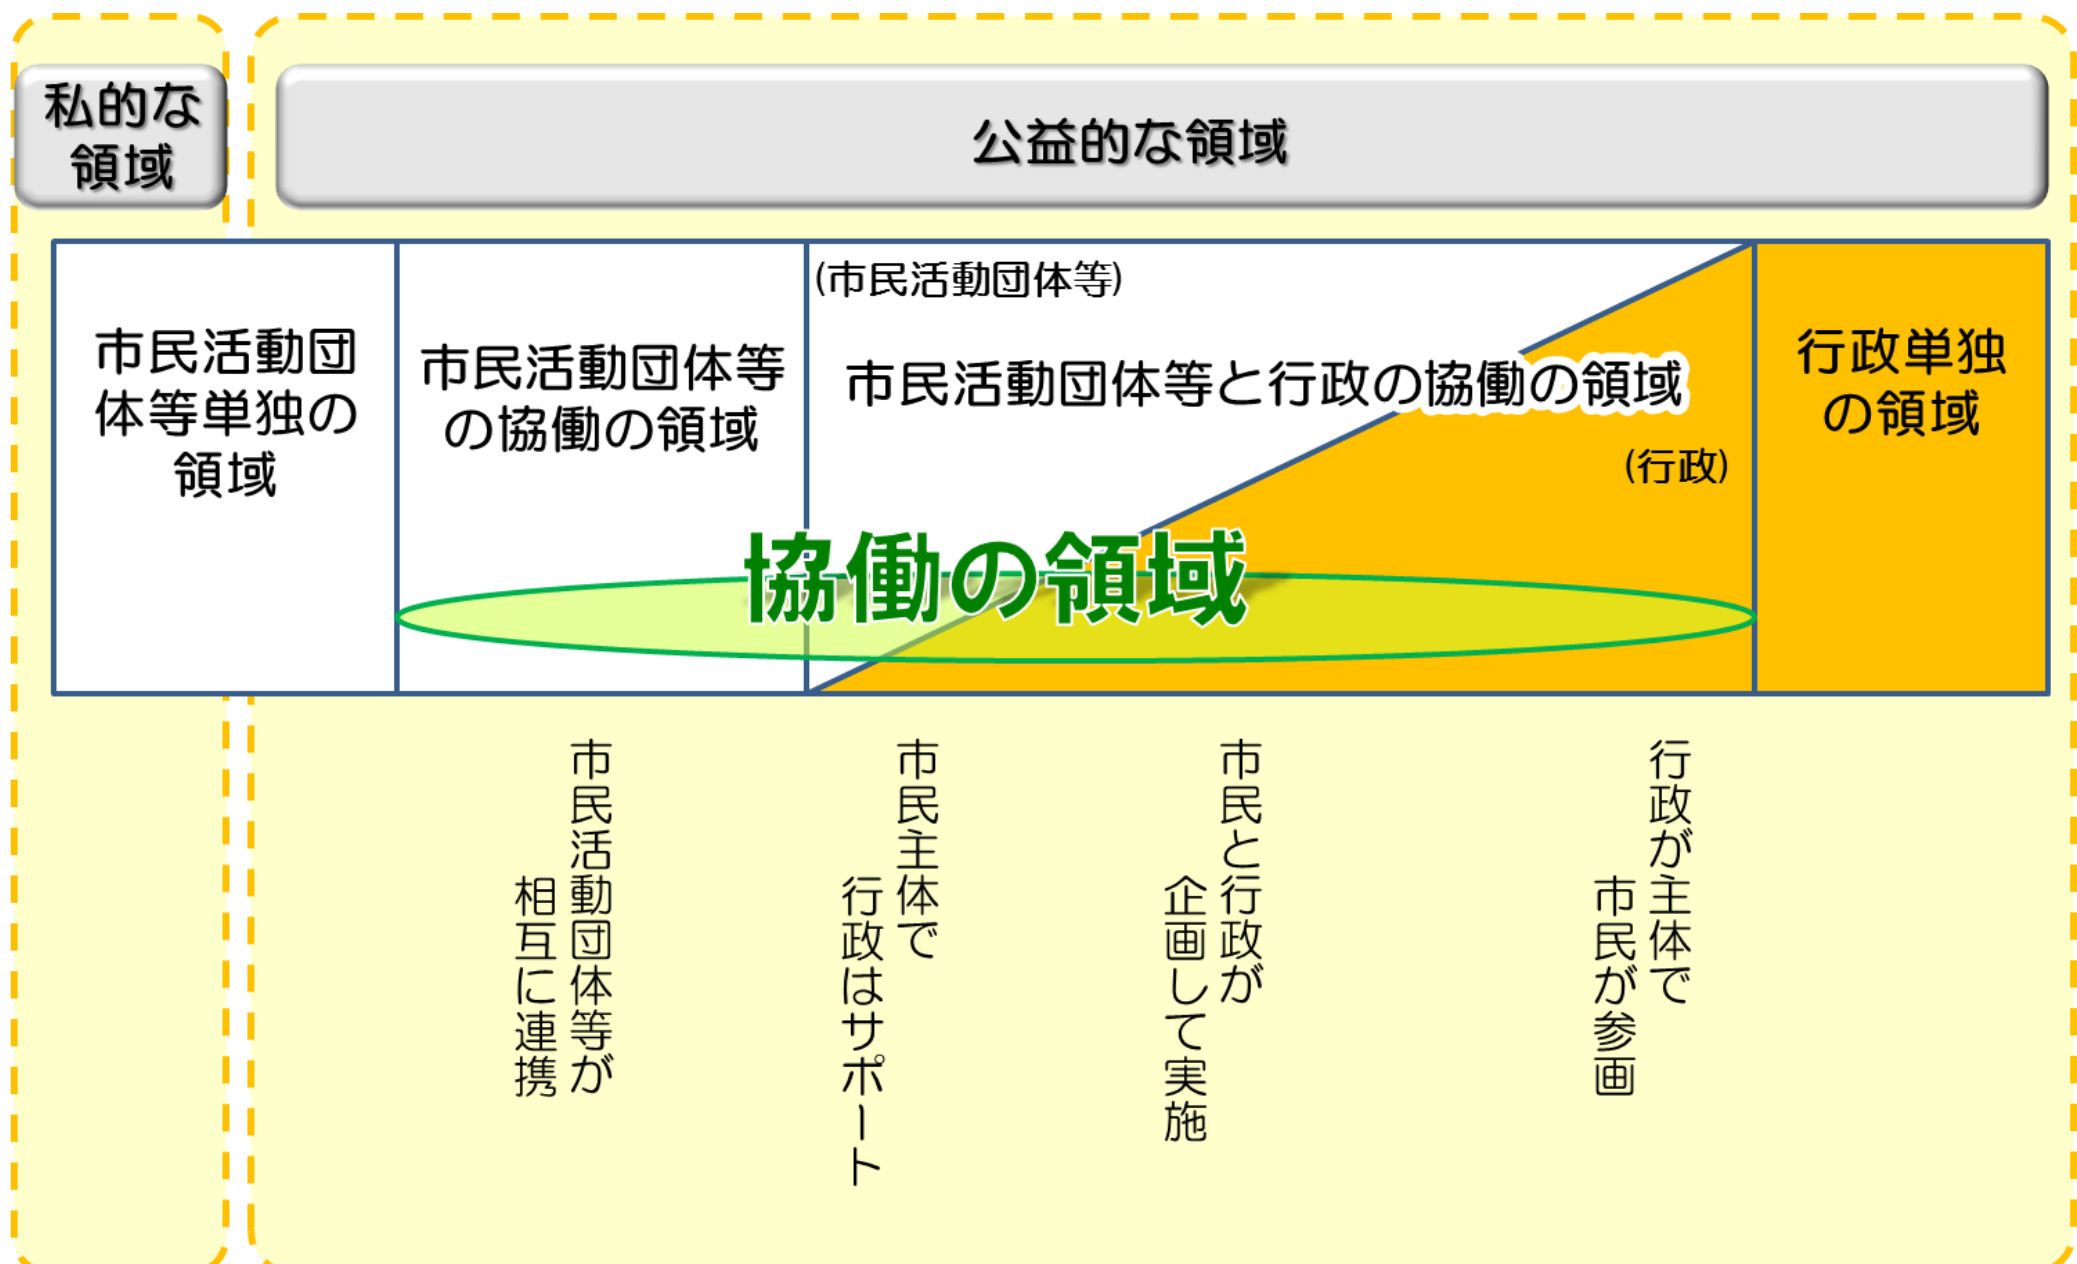 私的な
領域
公益的な領域
市民活動団
体等単独の
領域
市民活動団体等
の協働の領域
(市民活動団体等)
市民活動団体等と行政の協働の領域
(行政)
行政単独
の領域
協働の領域
市民活動団体等が
相互に連携
市民主体で
行政はサポート
市民と行政が
企画して実施
行政が主体で
市民が参画